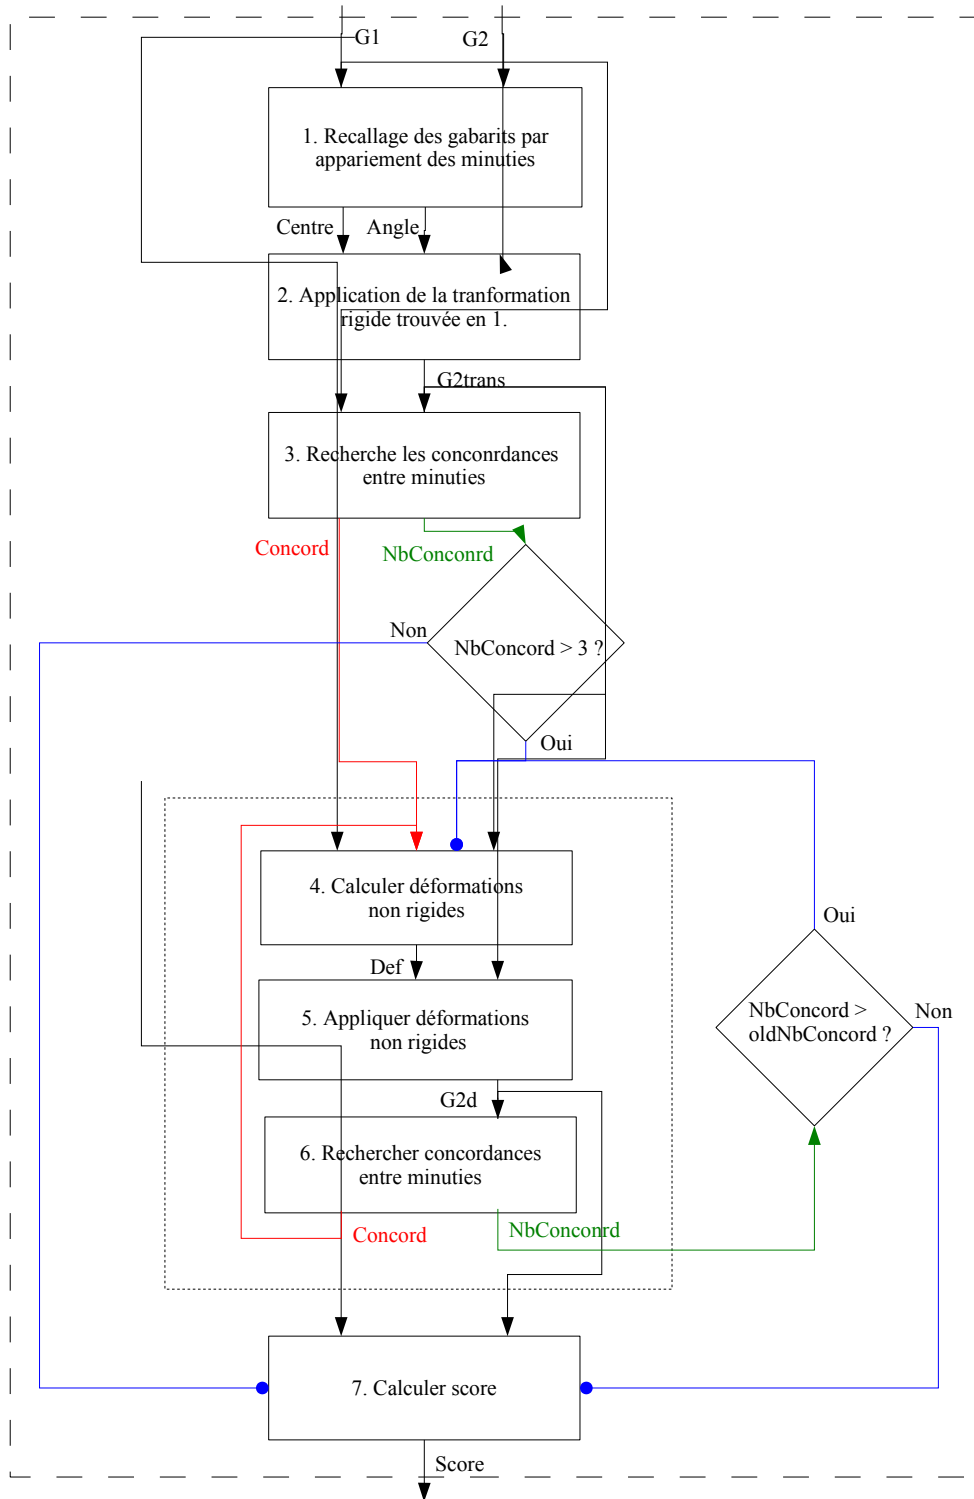 G1
G2
1. Recallage des gabarits par
appariement des minuties
Centre
Angle
2. Application de la tranformation
rigide trouvée en 1.
G2trans
3. Recherche les conconrdances
entre minuties
Concord
NbConconrd
Non
NbConcord > 3 ?
Oui
4. Calculer déformations
non rigides
Oui
Def
5. Appliquer déformations
non rigides
NbConcord >
oldNbConcord ?
Non
G2d
6. Rechercher concordances
entre minuties
Concord
NbConconrd
7. Calculer score
Score